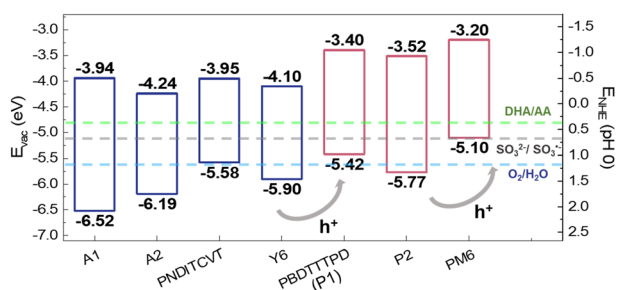 -3.0
-3.5
-4.0
-4.5
-5.0
-5.5
-6.0
-6.5
-7.0
E_vac (eV)
-3.94
-4.24
-3.95
-4.10
-3.40
-3.52
-3.20
-6.52
-6.19
-5.58
-5.90
-5.42
-5.77
-5.10
h⁺
h⁺
DHA/AA
SO₃²⁻/ SO₃•⁻
O₂/H₂O
-1.5
-1.0
-0.5
0.0
0.5
1.0
1.5
2.0
2.5
E_NHE (pH 0)
A1
A2
PNDITCVT
Y6
PBDTTTPD
(P1)
P2
PM6